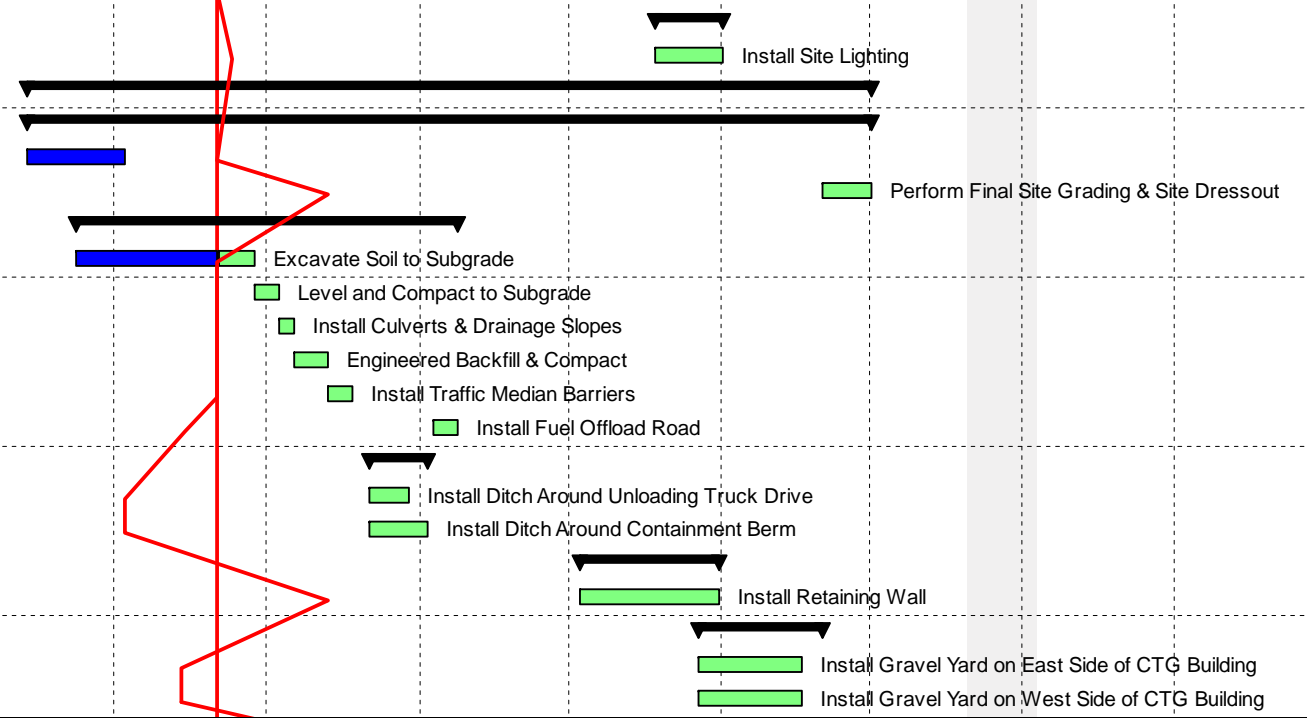 Install Site Lighting
Perform Final Site Grading & Site Dressout
Excavate Soil to Subgrade
Level and Compact to Subgrade
Install Culverts & Drainage Slopes
Engineered Backfill & Compact
Install Traffic Median Barriers
Install Fuel Offload Road
Install Ditch Around Unloading Truck Drive
Install Ditch Around Containment Berm
Install Retaining Wall
Install Gravel Yard on East Side of CTG Building
Install Gravel Yard on West Side of CTG Building